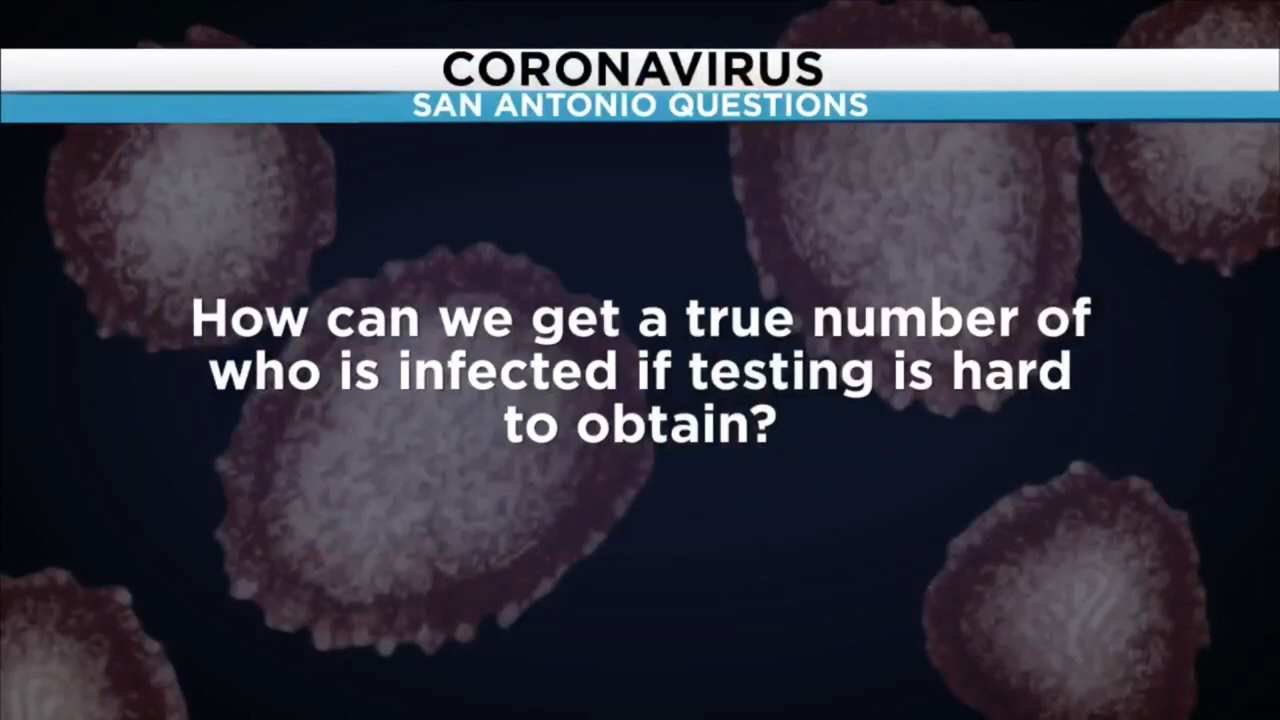 CORONAVIRUS
SAN ANTONIO QUESTIONS
How can we get a true number of
who is infected if testing is hard
to obtain?